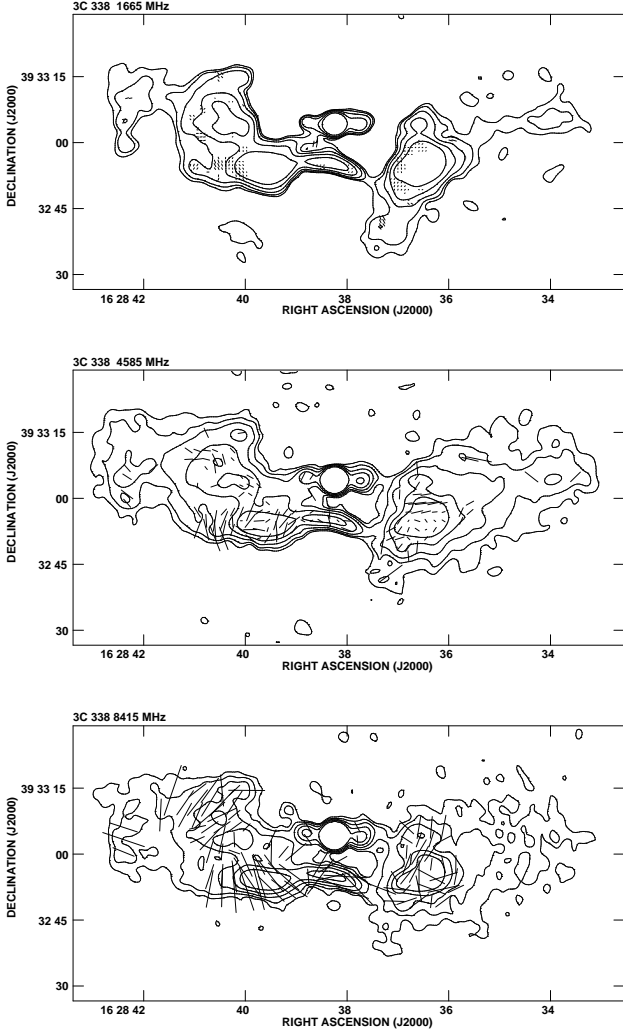 3C 338 1665 MHz
39 33 15
00
32 45
30
DECLINATION (J2000)
16 28 42
40
38
36
34
RIGHT ASCENSION (J2000)
3C 338 4585 MHz
39 33 15
00
32 45
30
DECLINATION (J2000)
16 28 42
40
38
36
34
RIGHT ASCENSION (J2000)
3C 338 8415 MHz
39 33 15
00
32 45
30
DECLINATION (J2000)
16 28 42
40
38
36
34
RIGHT ASCENSION (J2000)